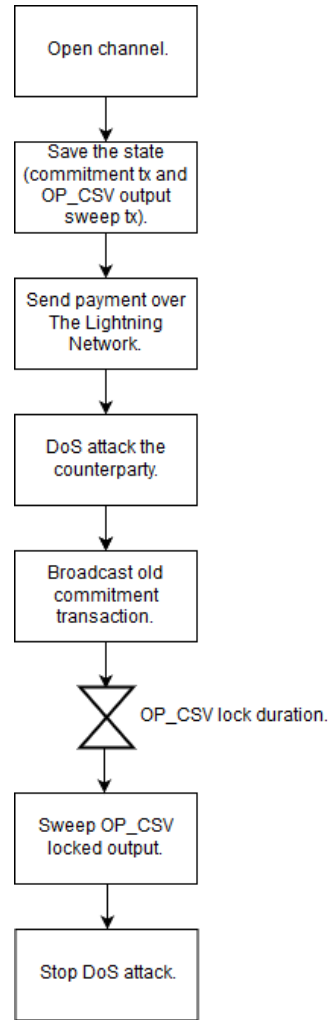 Open channel.
Save the state
(commitment tx and
OP_CSV output
sweep tx).
Send payment over
The Lightning
Network.
DoS attack the
counterparty.
Broadcast old
commitment
transaction.
OP_CSV lock duration.
Sweep OP_CSV
locked output.
Stop DoS attack.